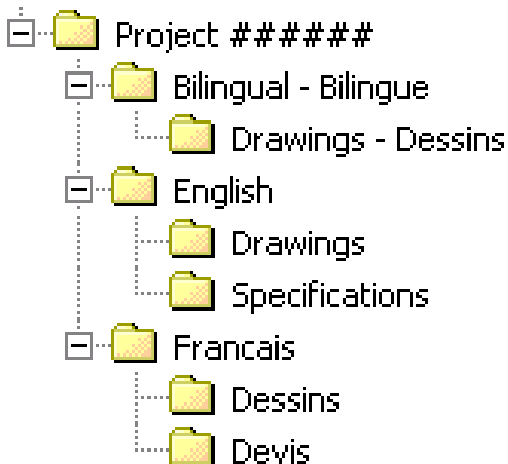 Project ######
Bilingual - Bilingue
Drawings - Dessins
English
Drawings
Specifications
Francais
Dessins
Devis